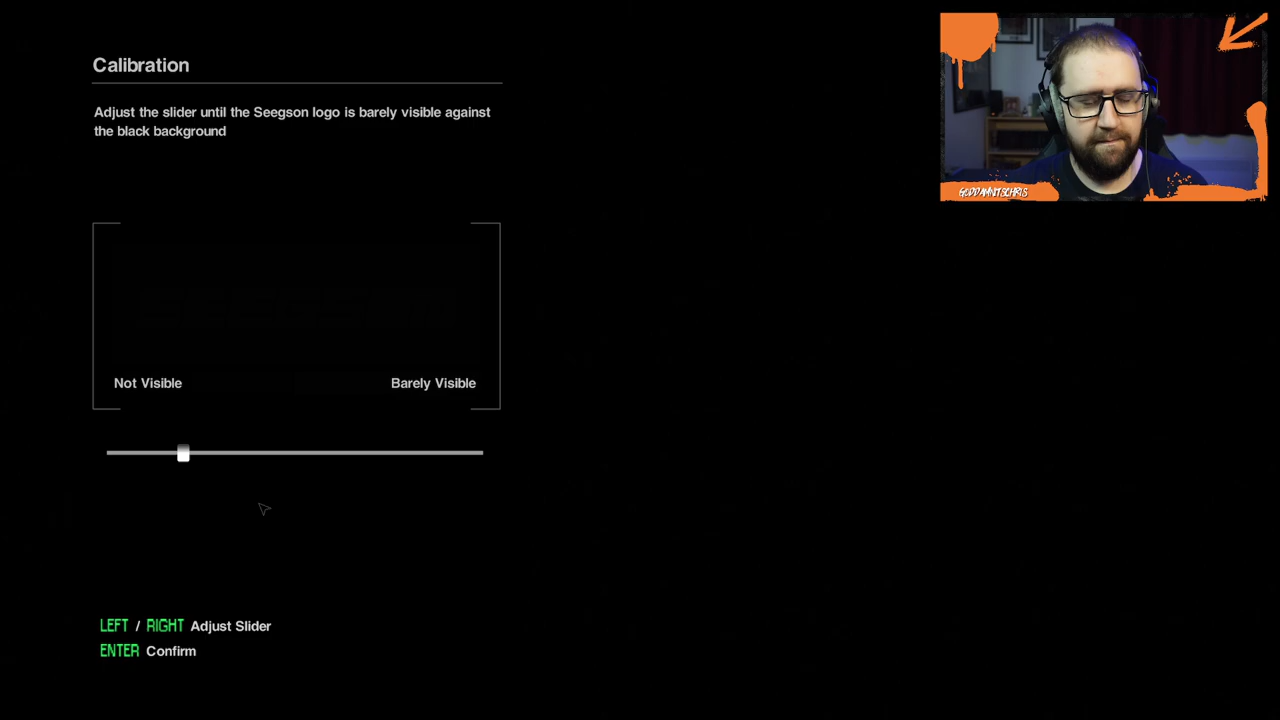 Calibration
Adjust the slider until the Seegson logo is barely visible against
the black background
Not Visible
Barely Visible
LEFT / RIGHT Adjust Slider
ENTER Confirm
GODDAMNITSCHRIS